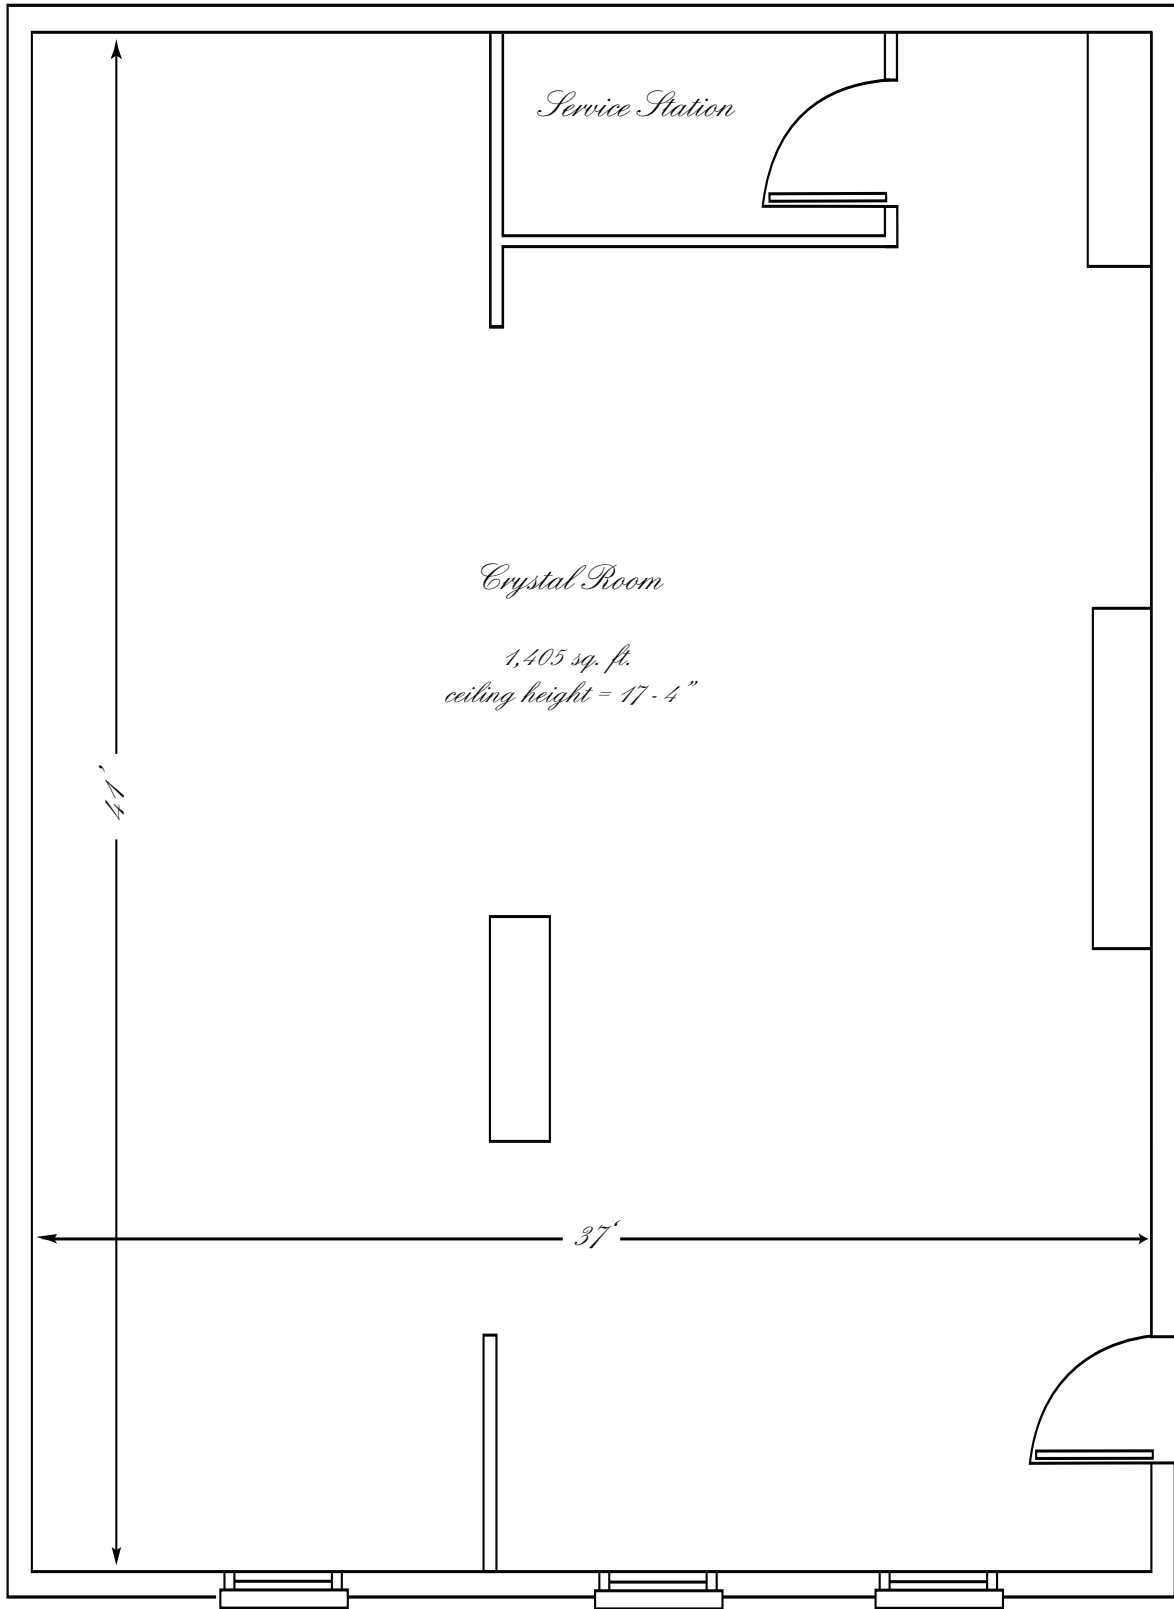 Service Station
Crystal Room
1,405 sq. ft.
ceiling height = 17 - 4”
41’
37‘